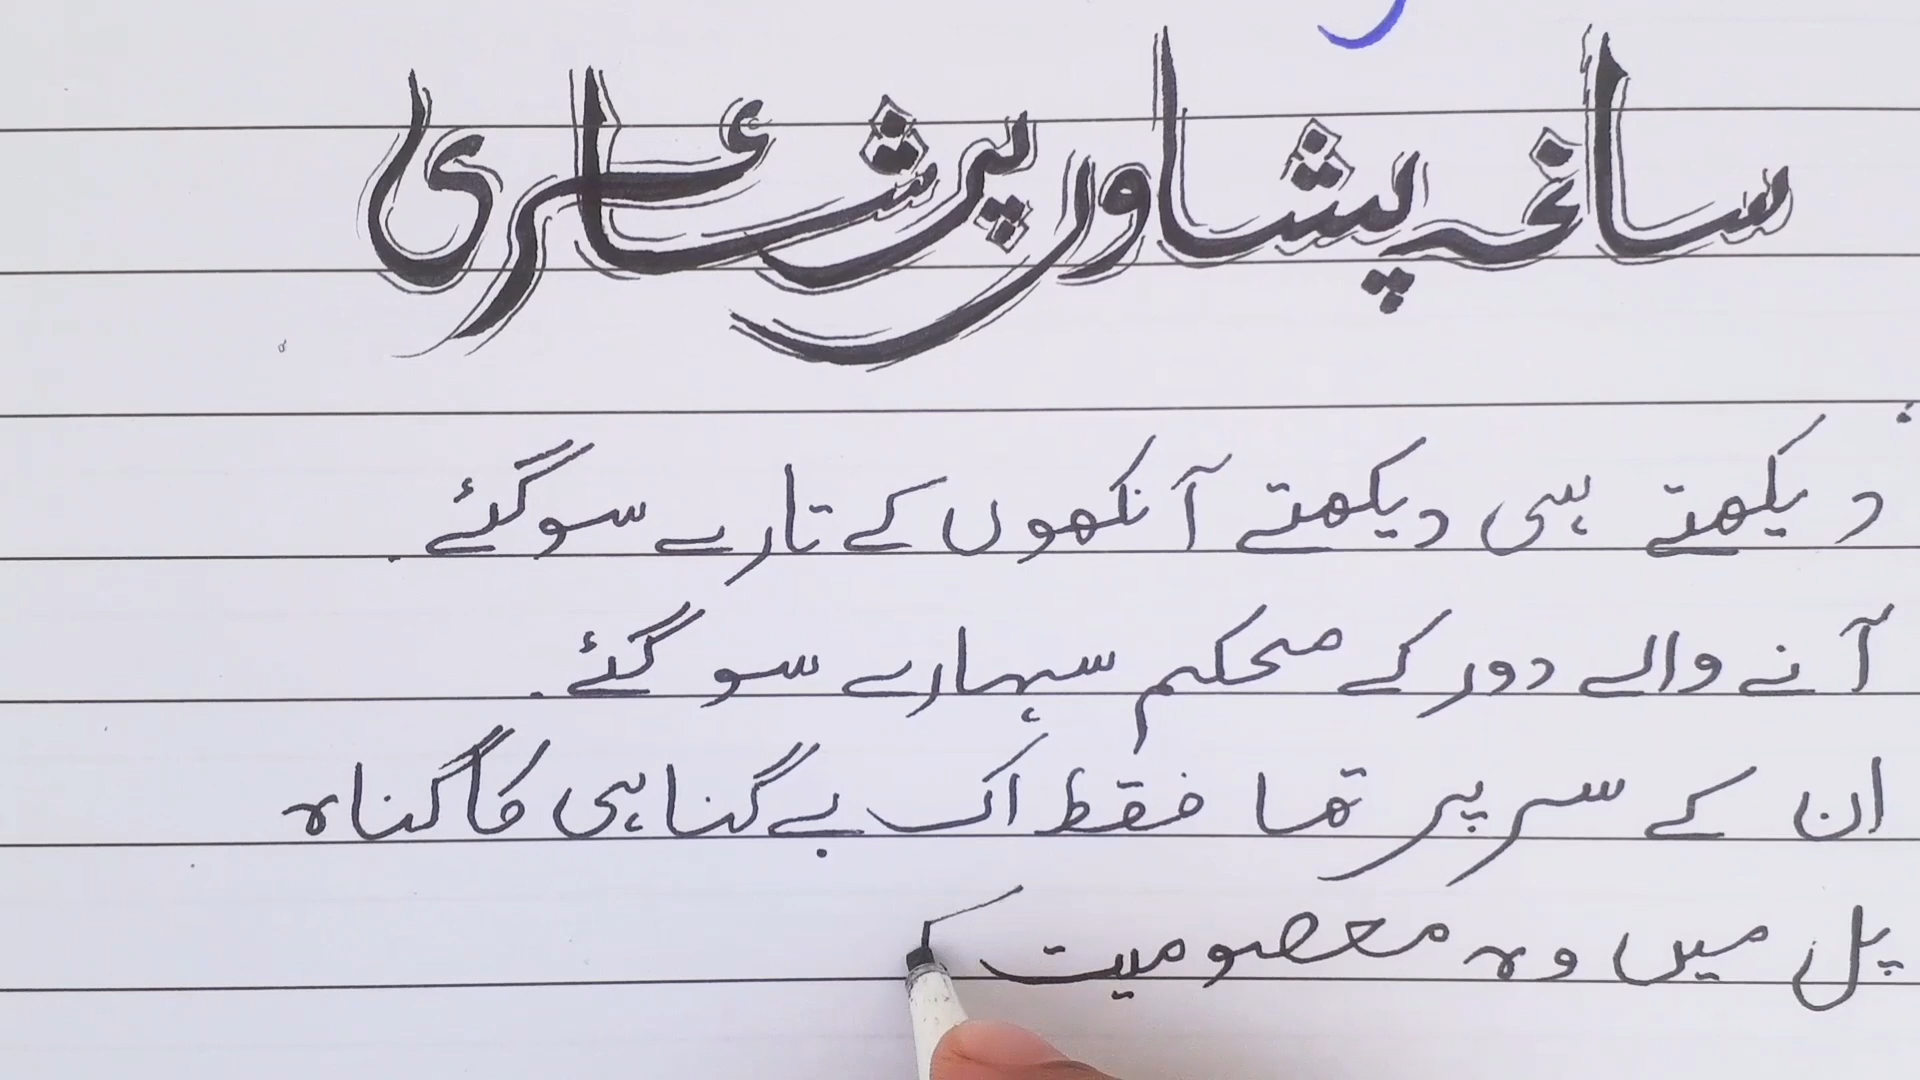 سانحہ پشاور پر شاعری
دیکھتے ہی دیکھتے آنکھوں کے تارے سو گئے
آنے والے دور کے محکم سہارے سو گئے
ان کے سر پر تھا فقط اک بے گناہی کا گناہ
پل میں وہ معصومیت